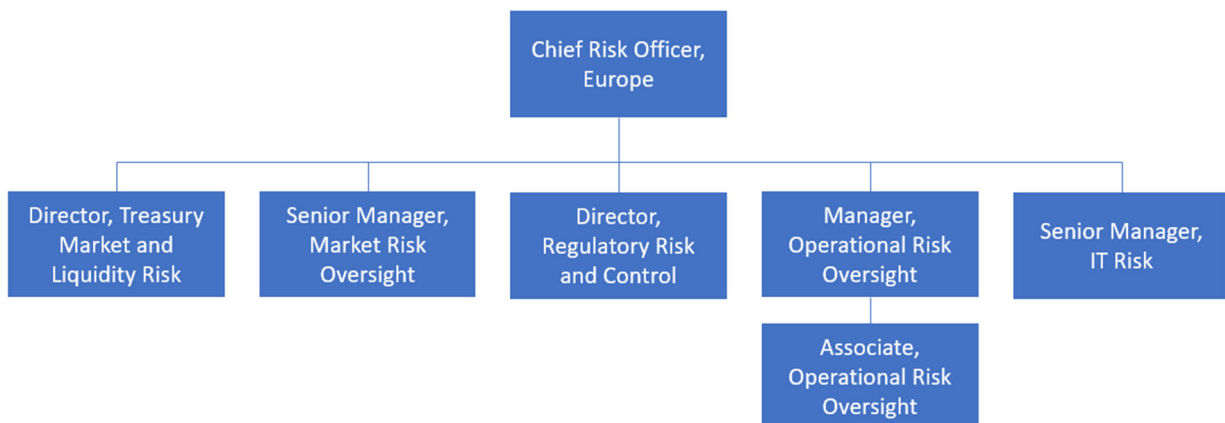 Chief Risk Officer,
Europe
Director, Treasury
Market and
Liquidity Risk
Senior Manager,
Market Risk
Oversight
Director,
Regulatory Risk
and Control
Manager,
Operational Risk
Oversight
Senior Manager,
IT Risk
Associate,
Operational Risk
Oversight